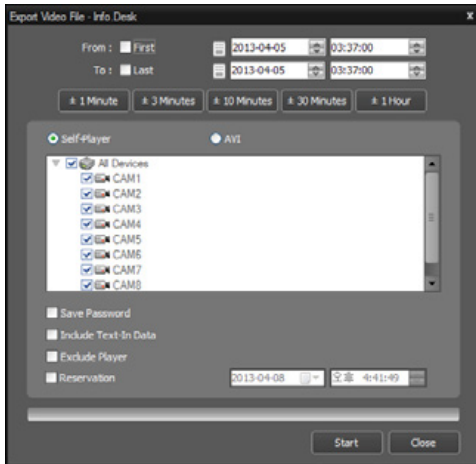 Export Video File - Info Desk x
From : First 2013-04-05 03:37:00
To : Last 2013-04-05 03:37:00
± 1 Minute ± 3 Minutes ± 10 Minutes ± 30 Minutes ± 1 Hour
Self-Player AVI
All Devices
CAM1
CAM2
CAM3
CAM4
CAM5
CAM6
CAM7
CAM8
Save Password
Include Text-In Data
Exclude Player
Reservation 2013-04-08 오후 4:41:49
Start Close